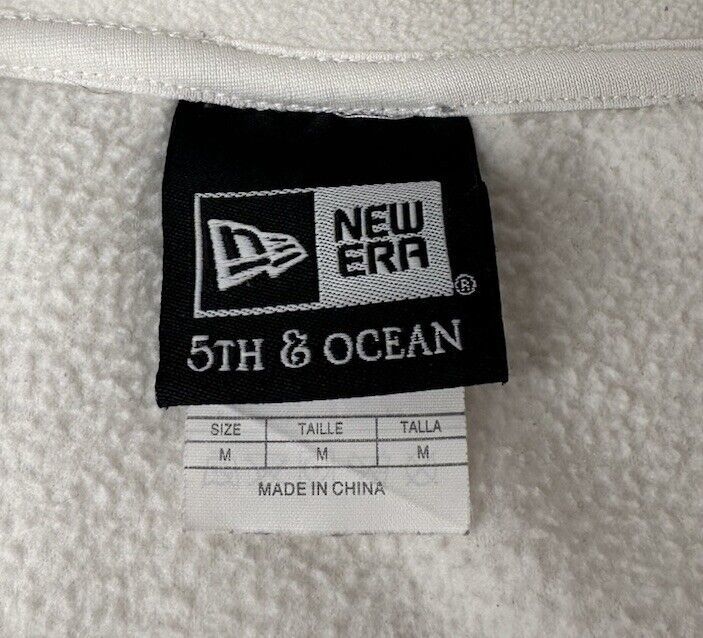 NEW
ERA
®
5TH & OCEAN
SIZE TAILLE TALLA
M M M
MADE IN CHINA